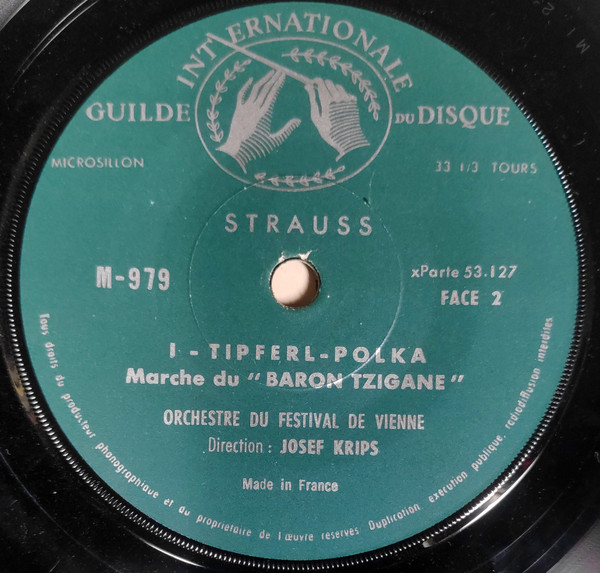 GUILDE INTERNATIONALE DU DISQUE
MICROSILLON
33 1/3 TOURS
STRAUSS
M-979
xParte 53.127
FACE 2
I - TIPFERL-POLKA
Marche du "BARON TZIGANE"
ORCHESTRE DU FESTIVAL DE VIENNE
Direction : JOSEF KRIPS
Made in France
Tous droits du producteur phonographique et du propriétaire de l'œuvre réservés. Duplication exécution publique, radiodiffusion interdites